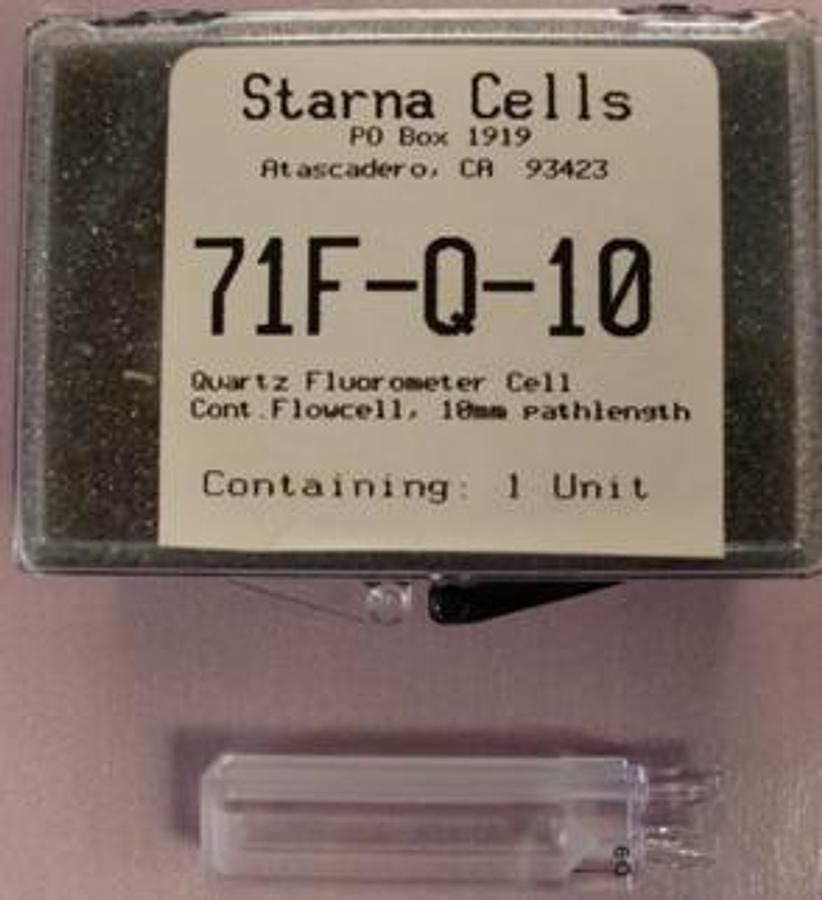 Starna Cells
PO Box 1919
Atascadero, CA 93423
71F-Q-10
Quartz Fluorometer Cell
Cont.Flowcell, 10mm pathlength
Containing: 1 Unit